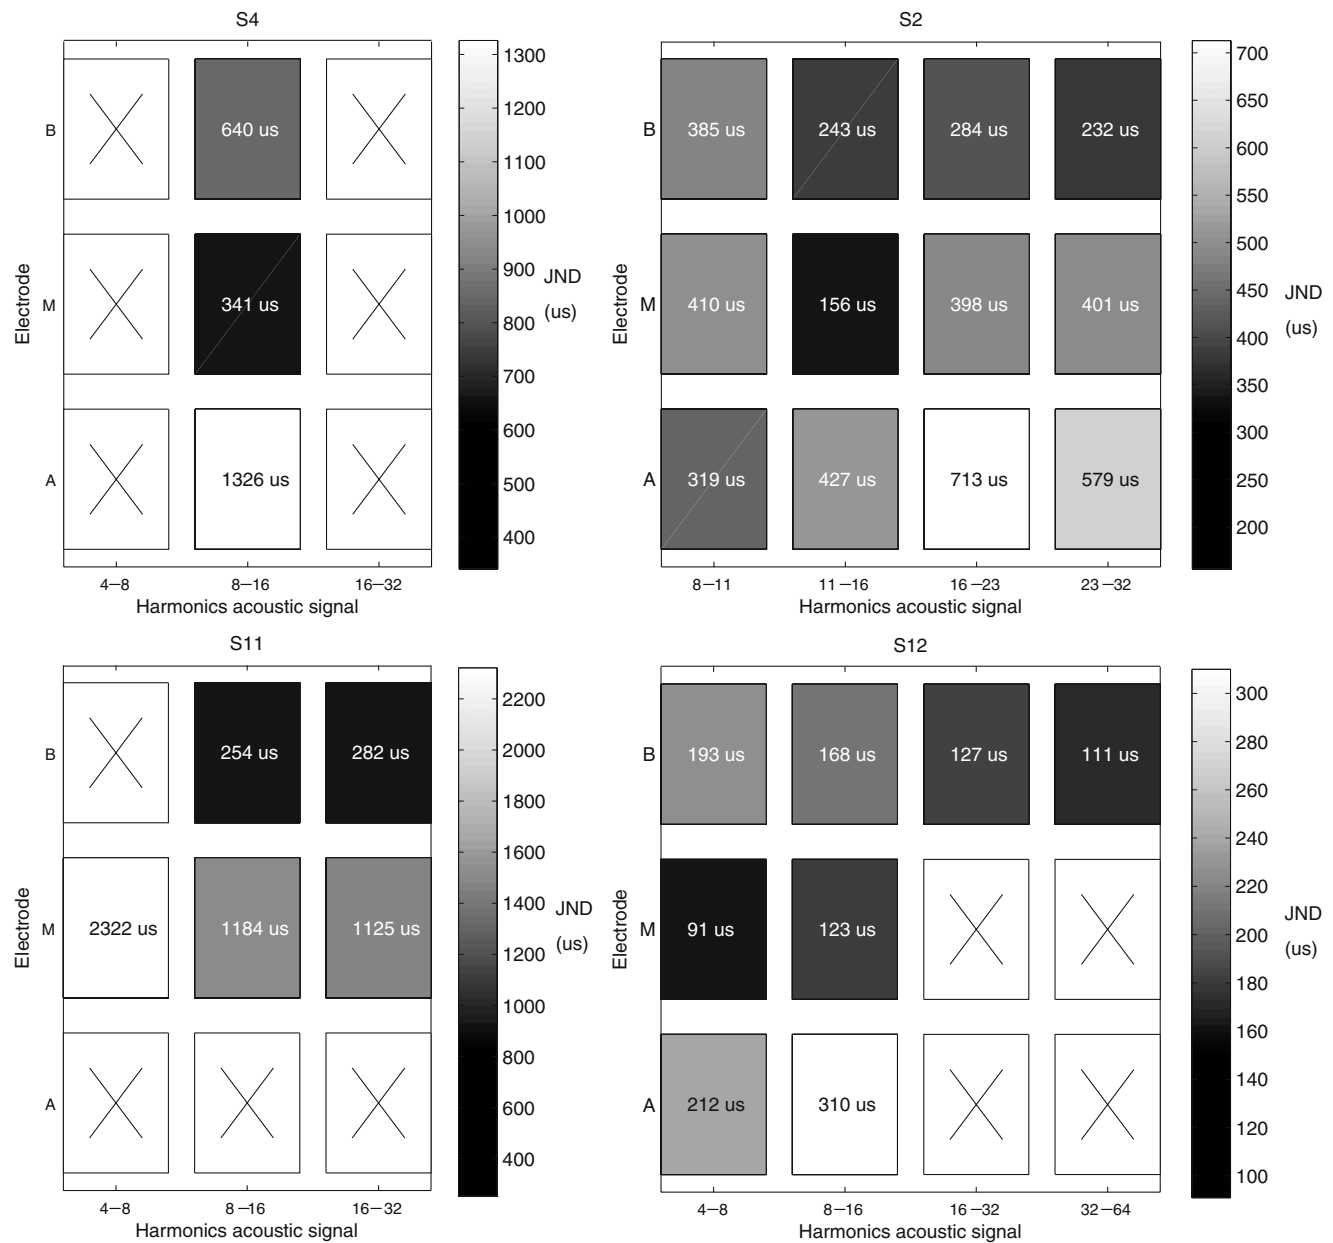 S4
B
M
A
Electrode
640 us
341 us
1326 us
4–8
8–16
16–32
Harmonics acoustic signal
1300
1200
1100
1000
900
800
700
600
500
400
JND
(us)
S2
B
M
A
Electrode
385 us
243 us
284 us
232 us
410 us
156 us
398 us
401 us
319 us
427 us
713 us
579 us
8–11
11–16
16–23
23–32
Harmonics acoustic signal
700
650
600
550
500
450
400
350
300
250
200
JND
(us)
S11
B
M
A
Electrode
254 us
282 us
2322 us
1184 us
1125 us
4–8
8–16
16–32
Harmonics acoustic signal
2200
2000
1800
1600
1400
1200
1000
800
600
400
JND
(us)
S12
B
M
A
Electrode
193 us
168 us
127 us
111 us
91 us
123 us
212 us
310 us
4–8
8–16
16–32
32–64
Harmonics acoustic signal
300
280
260
240
220
200
180
160
140
120
100
JND
(us)